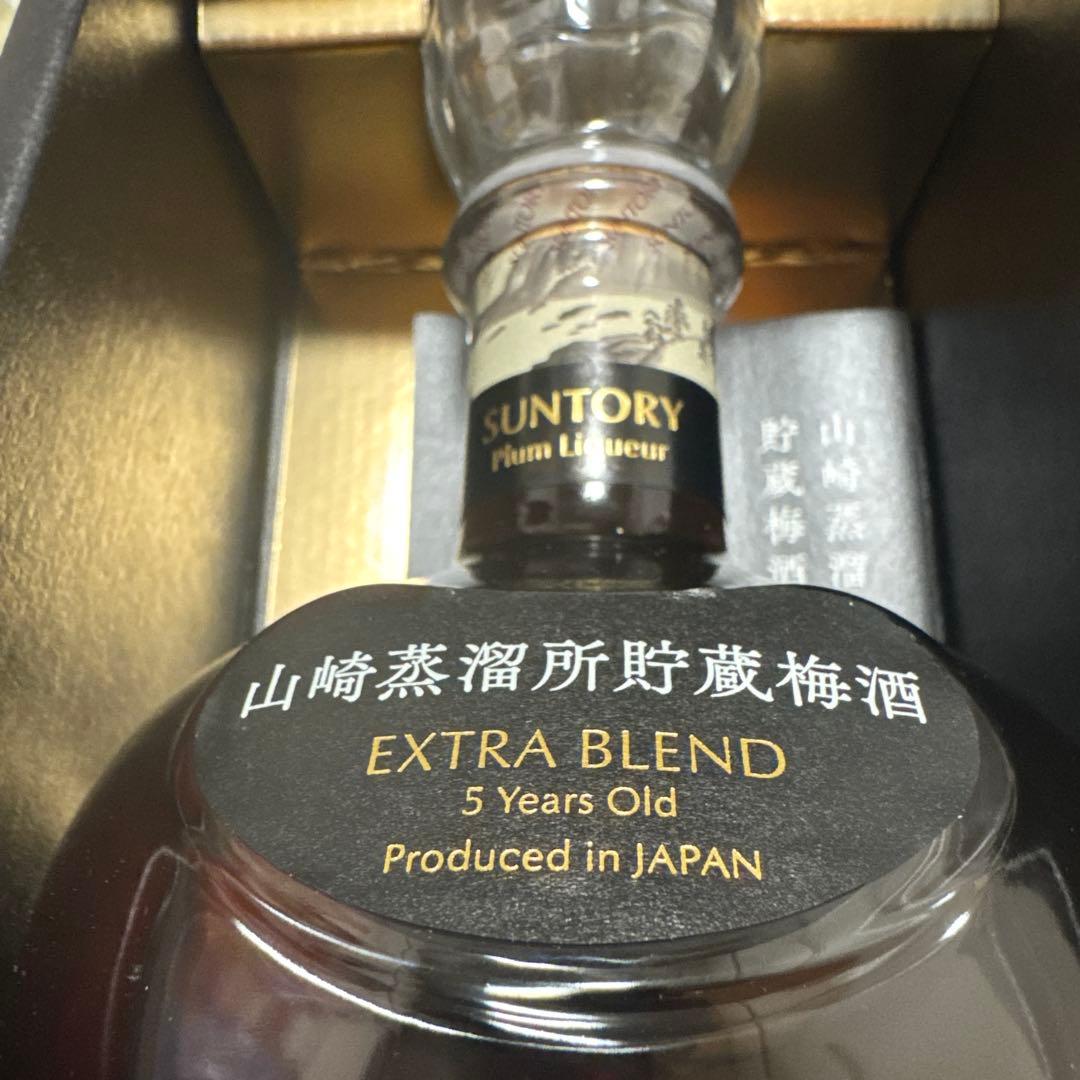 SUNTORY
Plum Liqueur
山崎蒸溜
貯蔵梅酒
山崎蒸溜所貯蔵梅酒
EXTRA BLEND
5 Years Old
Produced in JAPAN